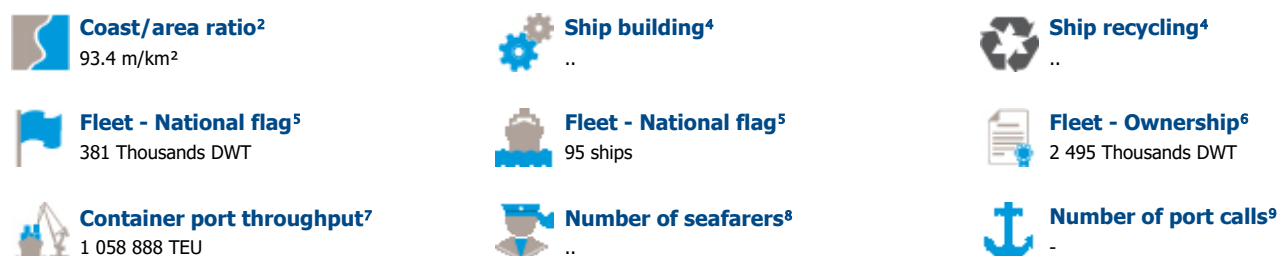 Coast/area ratio²
93.4 m/km²
Ship building⁴
..
Ship recycling⁴
..
Fleet - National flag⁵
381 Thousands DWT
Fleet - National flag⁵
95 ships
Fleet - Ownership⁶
2 495 Thousands DWT
Container port throughput⁷
1 058 888 TEU
Number of seafarers⁸
..
Number of port calls⁹
-